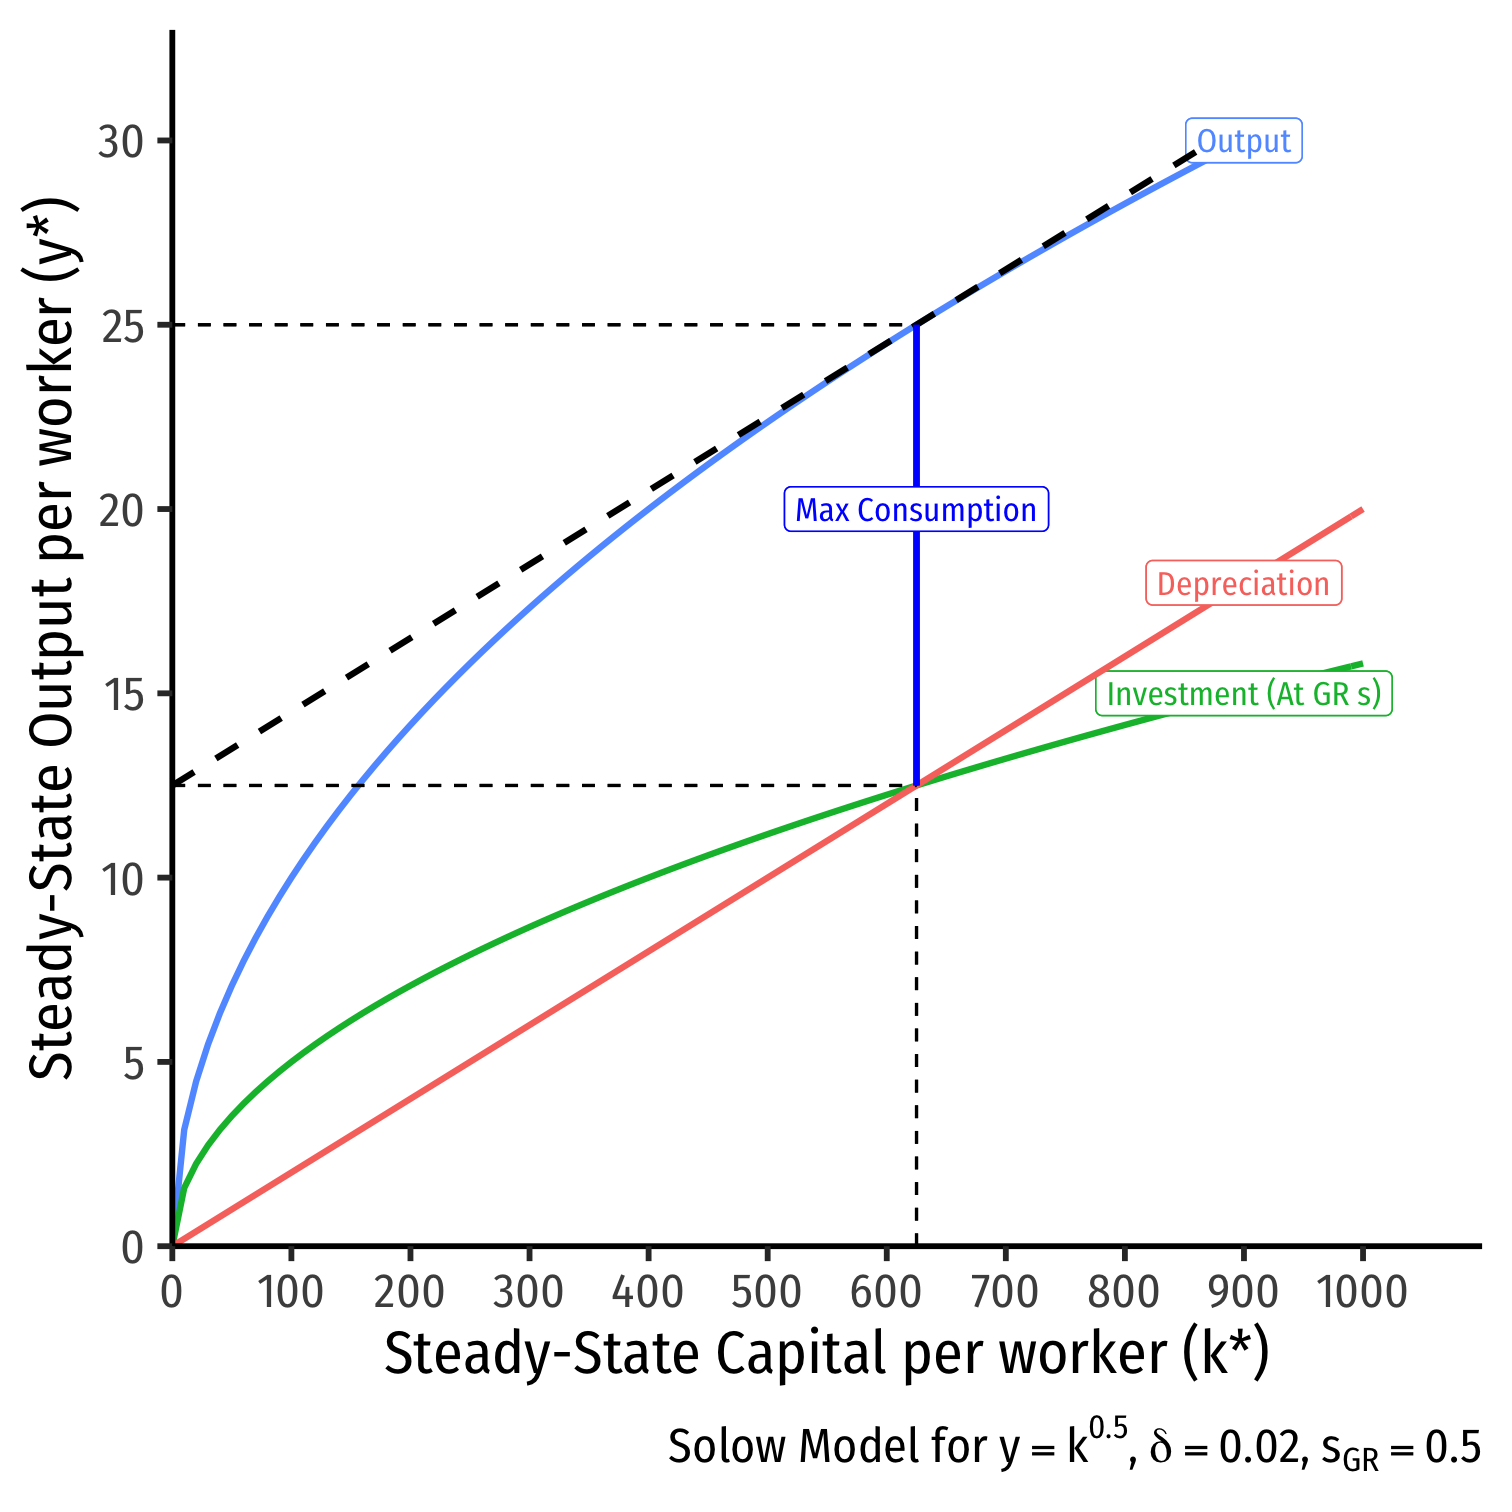 Steady-State Output per worker (y*)
30
25
20
15
10
5
0
Output
Max Consumption
Depreciation
Investment (At GR s)
0 100 200 300 400 500 600 700 800 900 1000
Steady-State Capital per worker (k*)
Solow Model for y = k^0.5, δ = 0.02, s_GR = 0.5